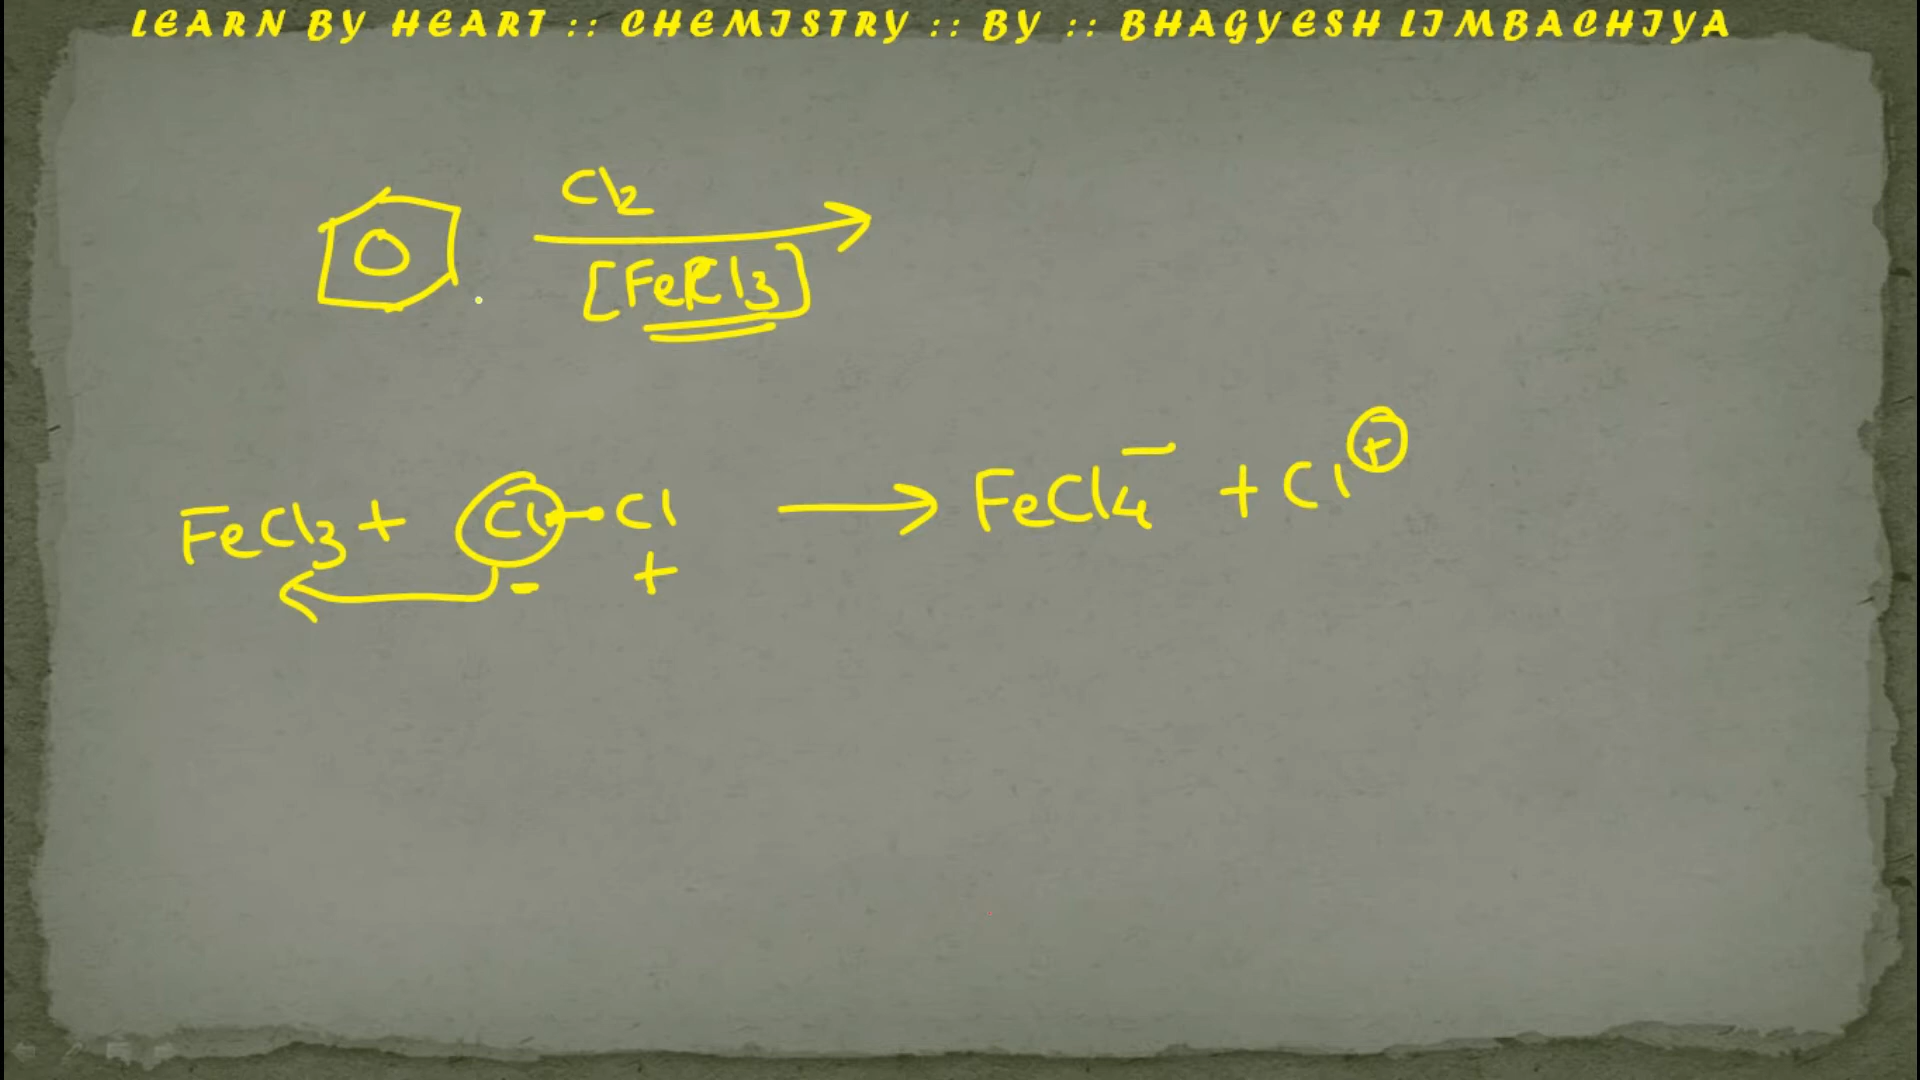 LEARN BY HEART :: CHEMISTRY :: BY :: BHAGYESH LIMBACHIYA
Cl2
[FeCl3]
FeCl3 + Cl-Cl → FeCl4⁻ + Cl⁺
- +